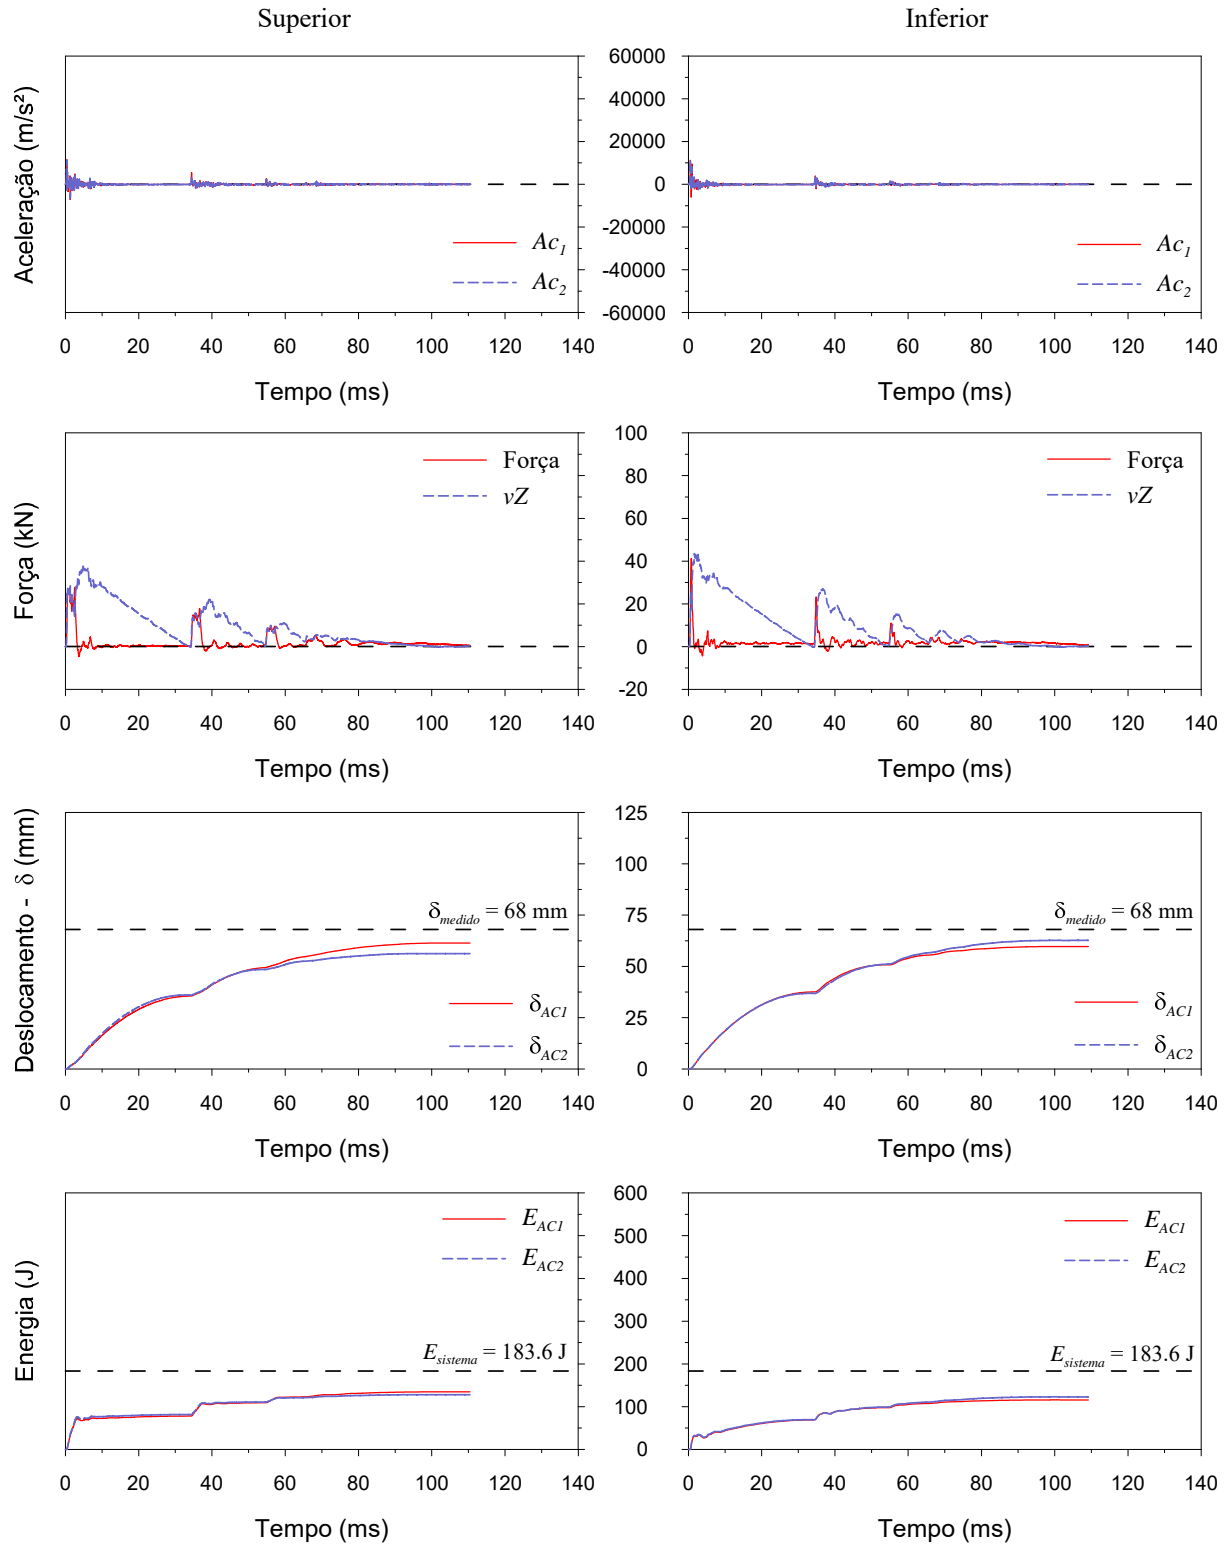 Superior
Inferior
Aceleração (m/s²)
60000
40000
20000
0
-20000
-40000
-60000
Ac1
Ac2
Ac1
Ac2
0 20 40 60 80 100 120 140
0 20 40 60 80 100 120 140
Tempo (ms)
Tempo (ms)
Força (kN)
100
80
60
40
20
0
-20
Força
vZ
Força
vZ
0 20 40 60 80 100 120 140
0 20 40 60 80 100 120 140
Tempo (ms)
Tempo (ms)
Deslocamento - δ (mm)
125
100
75
50
25
0
δmedido = 68 mm
δAC1
δAC2
δmedido = 68 mm
δAC1
δAC2
0 20 40 60 80 100 120 140
0 20 40 60 80 100 120 140
Tempo (ms)
Tempo (ms)
Energia (J)
600
500
400
300
200
100
0
EAC1
EAC2
Esistema = 183.6 J
EAC1
EAC2
Esistema = 183.6 J
0 20 40 60 80 100 120 140
0 20 40 60 80 100 120 140
Tempo (ms)
Tempo (ms)